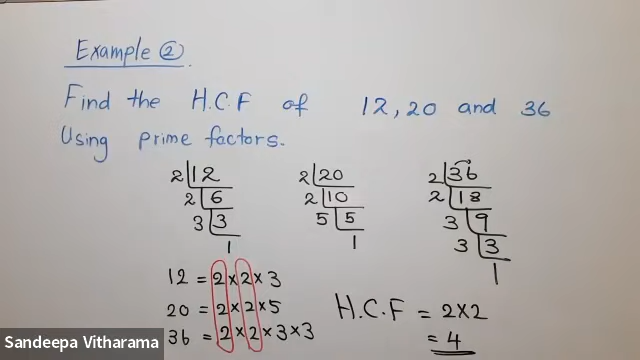 Example ②.
Find the H.C.F of 12, 20 and 36
Using prime factors.
2 12
2 6
3 3
1
2 20
2 10
5 5
1
2 36
2 18
3 9
3 3
1
12 = 2 × 2 × 3
20 = 2 × 2 × 5
36 = 2 × 2 × 3 × 3
H.C.F = 2×2
= 4
Sandeepa Vitharama